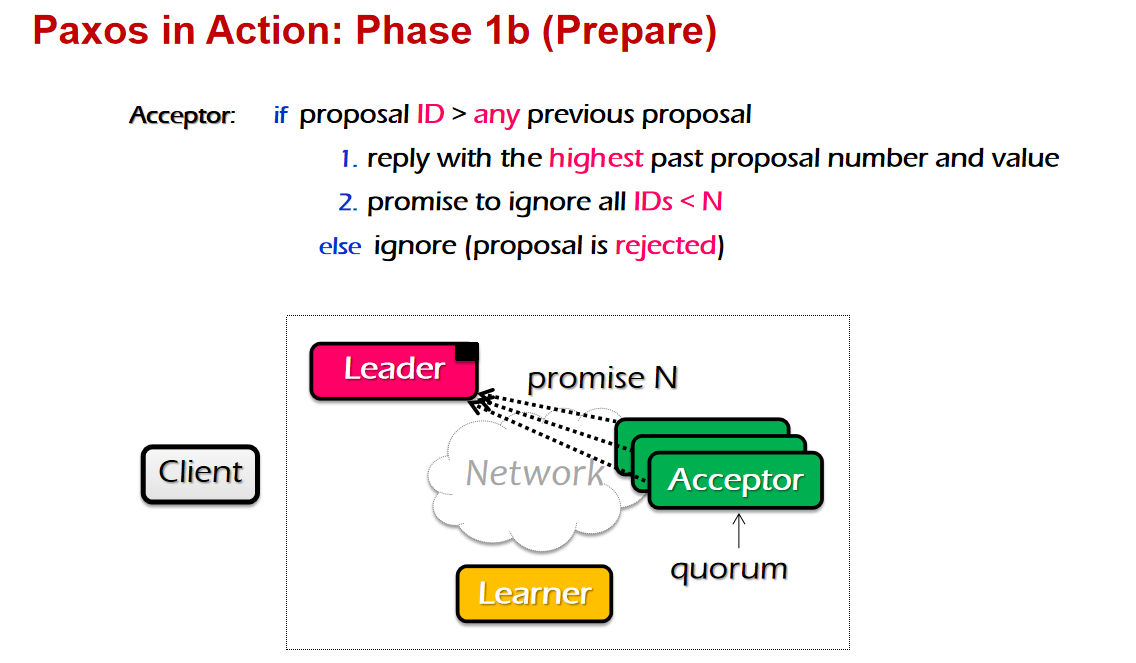 Paxos in Action: Phase 1b (Prepare)
Acceptor: if proposal ID > any previous proposal
1. reply with the highest past proposal number and value
2. promise to ignore all IDs < N
else ignore (proposal is rejected)
Leader
promise N
Client
Network
Acceptor
quorum
Learner